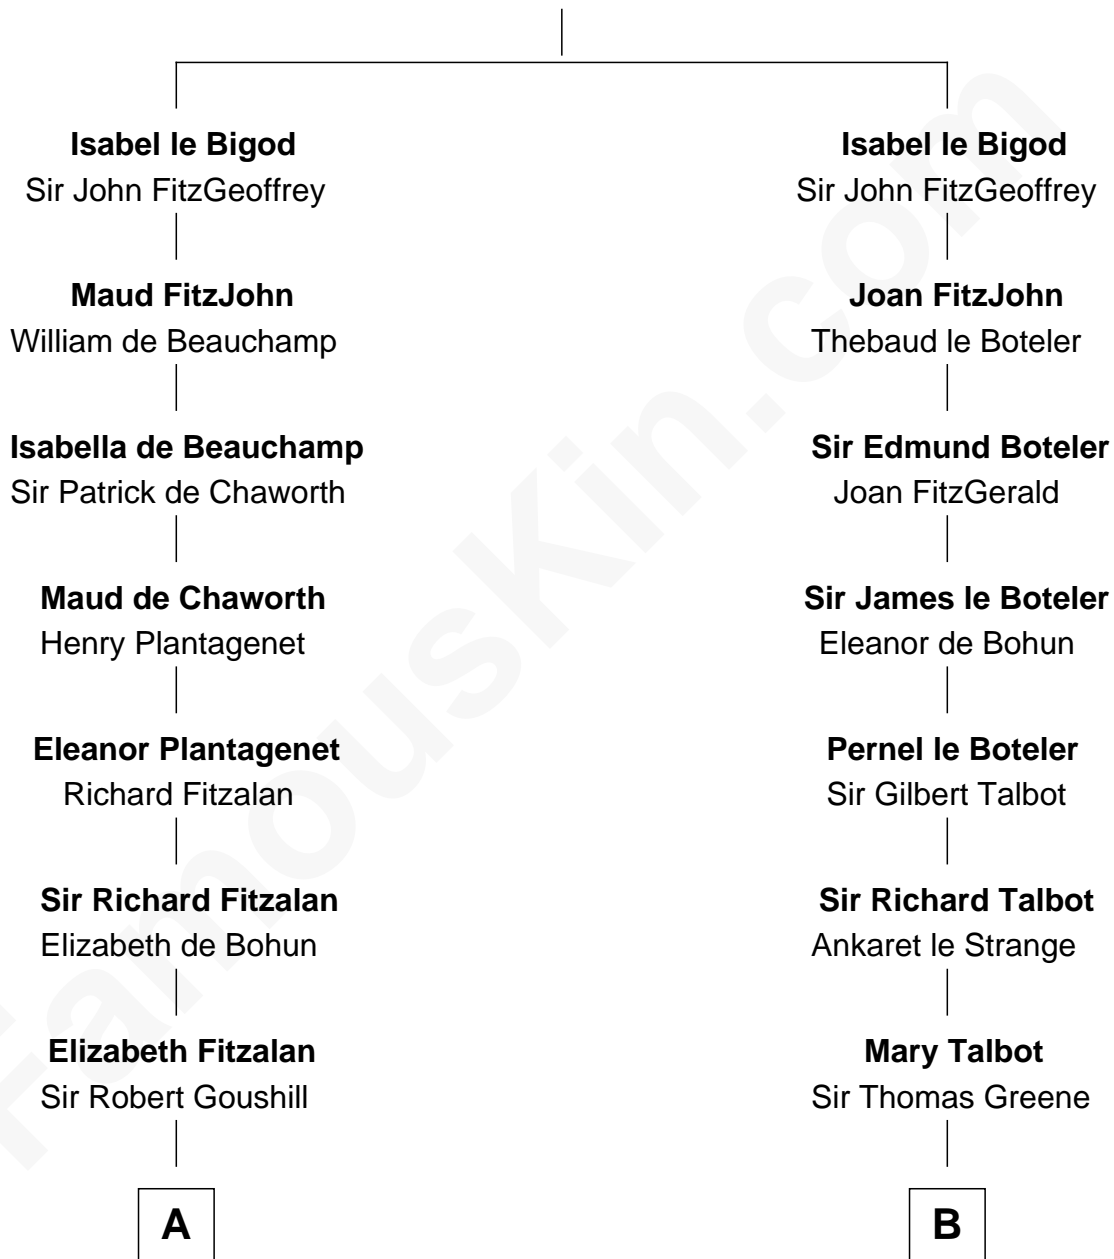 Isabel le Bigod
Sir John FitzGeoffrey
Maud FitzJohn
William de Beauchamp
Isabella de Beauchamp
Sir Patrick de Chaworth
Maud de Chaworth
Henry Plantagenet
Eleanor Plantagenet
Richard Fitzalan
Sir Richard Fitzalan
Elizabeth de Bohun
Elizabeth Fitzalan
Sir Robert Goushill
A
Isabel le Bigod
Sir John FitzGeoffrey
Joan FitzJohn
Thebaud le Boteler
Sir Edmund Boteler
Joan FitzGerald
Sir James le Boteler
Eleanor de Bohun
Pernel le Boteler
Sir Gilbert Talbot
Sir Richard Talbot
Ankaret le Strange
Mary Talbot
Sir Thomas Greene
B
FamousKin.com